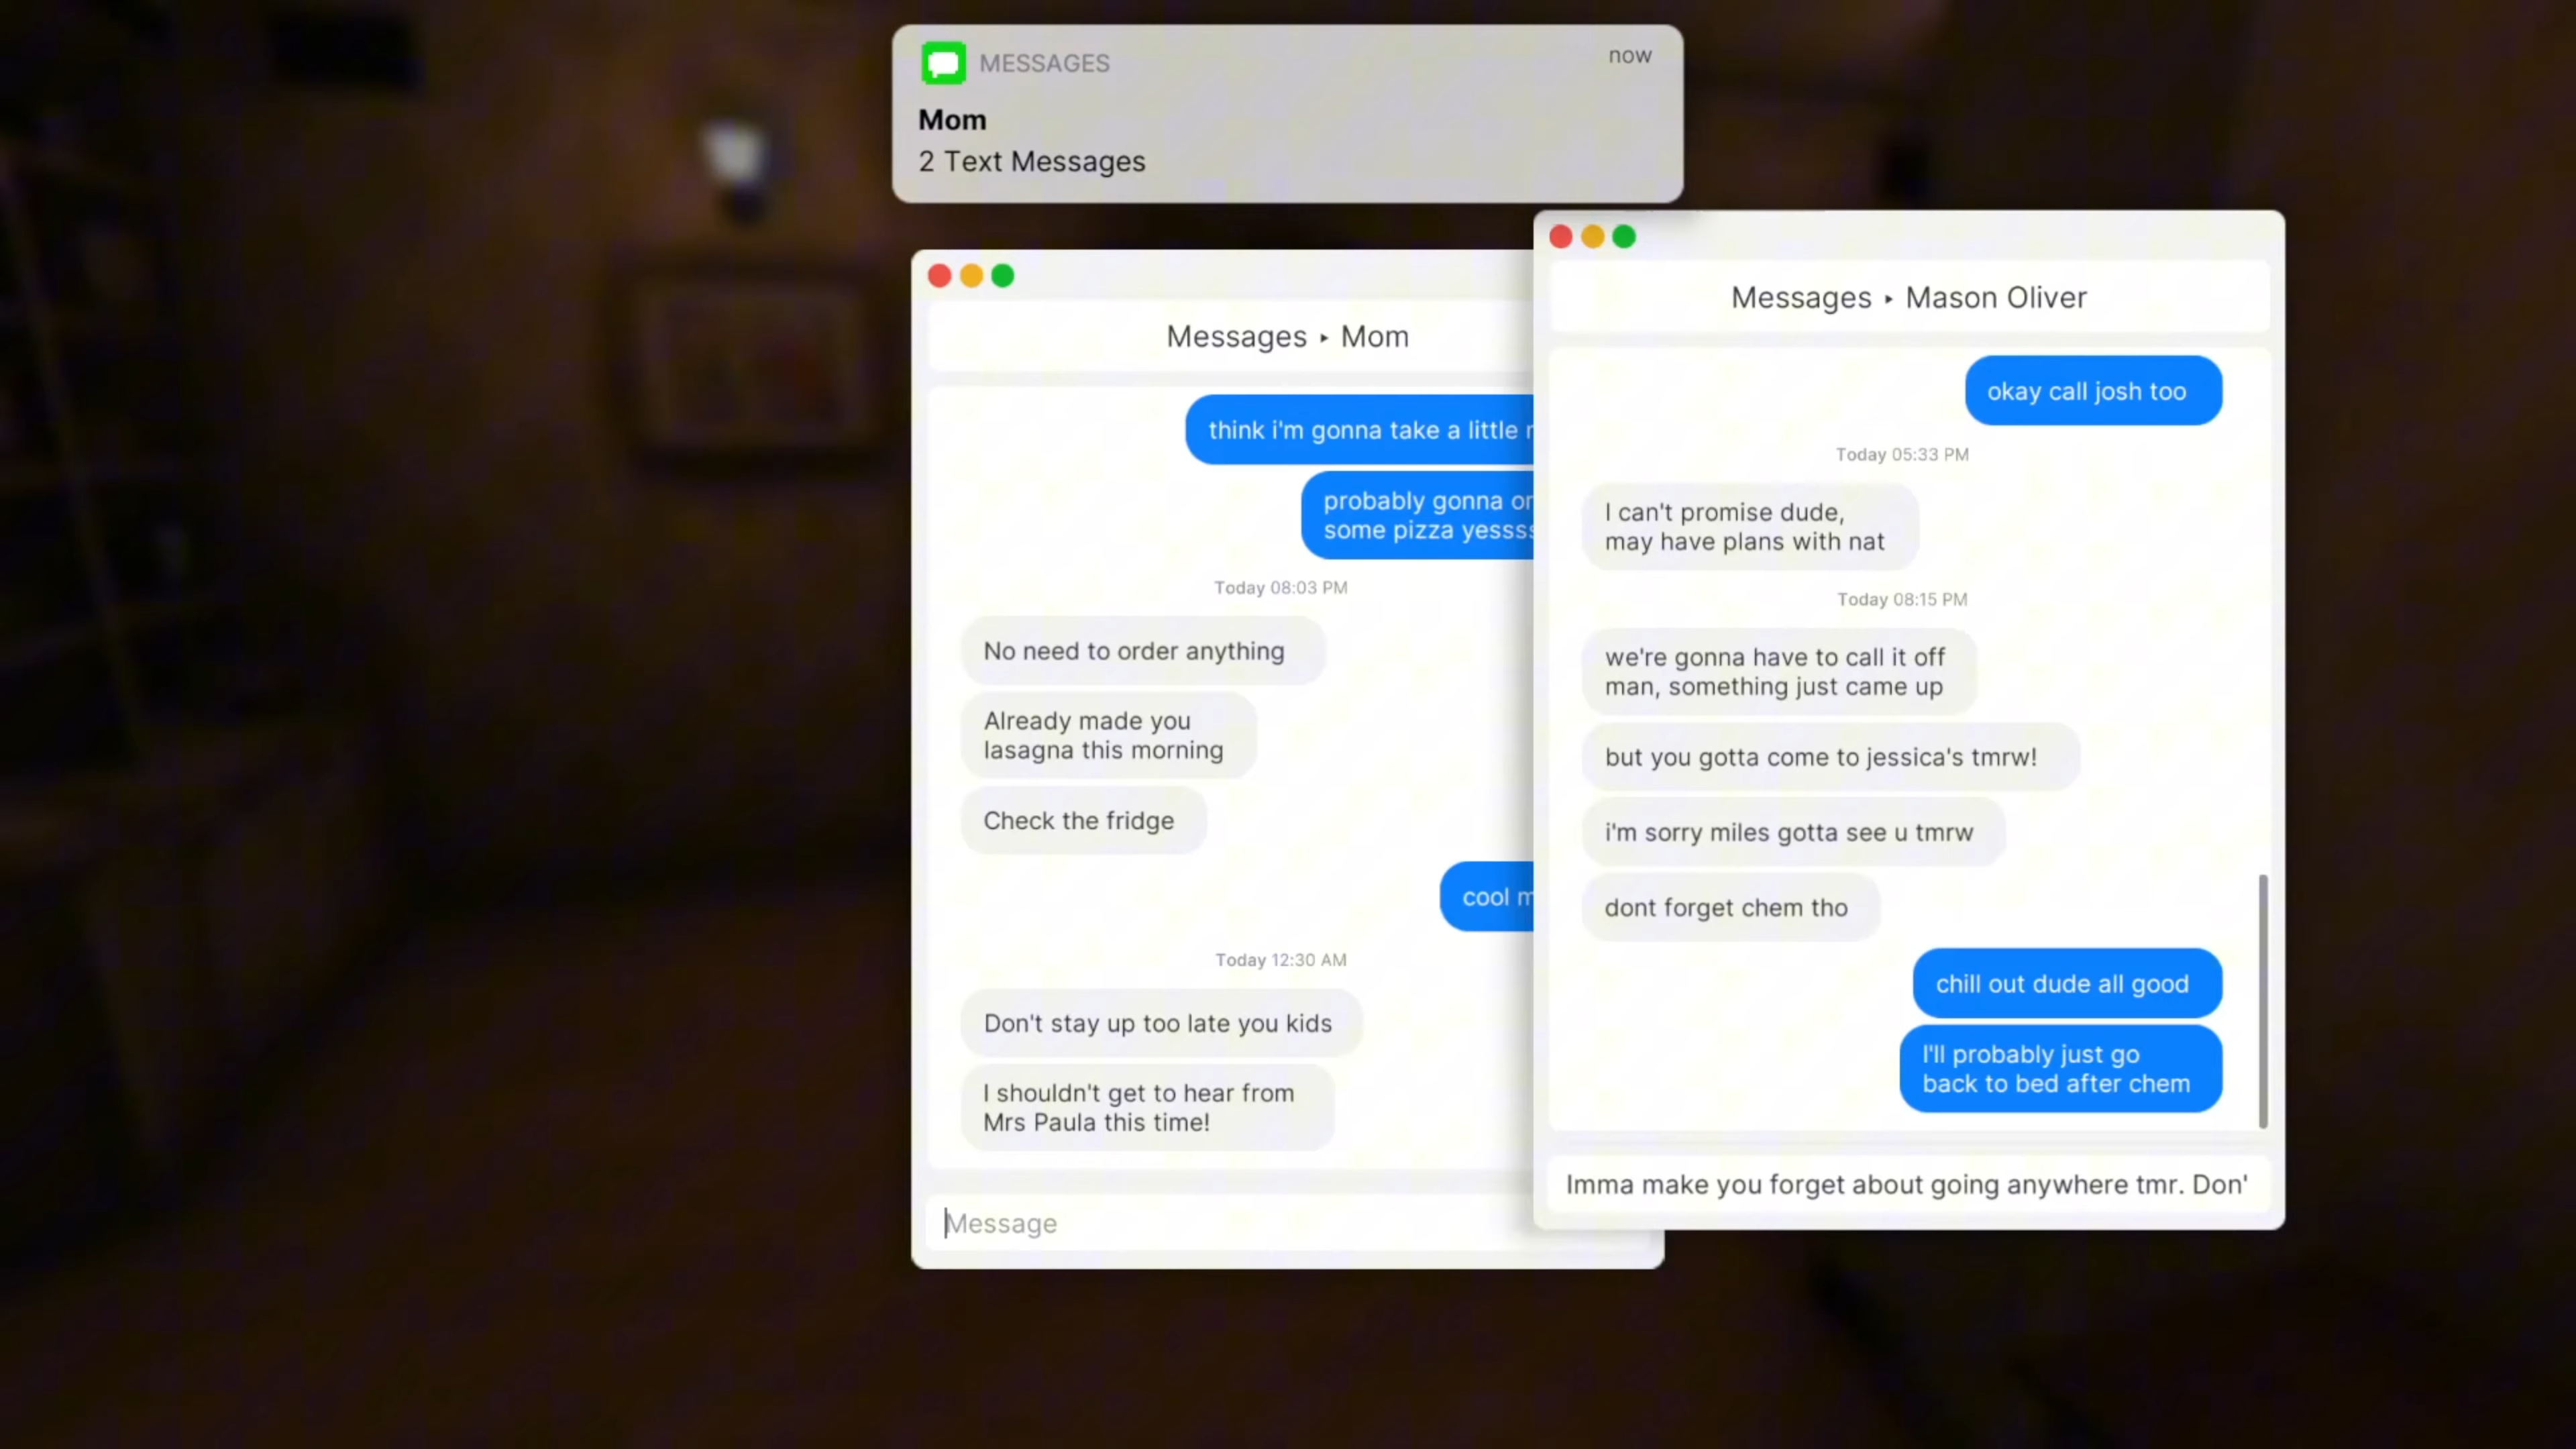 MESSAGES
now
Mom
2 Text Messages
Messages ‣ Mom
think i'm gonna take a little
probably gonna
some pizza yessss
Today 08:03 PM
No need to order anything
Already made you
lasagna this morning
Check the fridge
cool
Today 12:30 AM
Don't stay up too late you kids
I shouldn't get to hear from
Mrs Paula this time!
Message
Messages ‣ Mason Oliver
okay call josh too
Today 05:33 PM
I can't promise dude,
may have plans with nat
Today 08:15 PM
we're gonna have to call it off
man, something just came up
but you gotta come to jessica's tmrw!
i'm sorry miles gotta see u tmrw
dont forget chem tho
chill out dude all good
I'll probably just go
back to bed after chem
Imma make you forget about going anywhere tmr. Don'